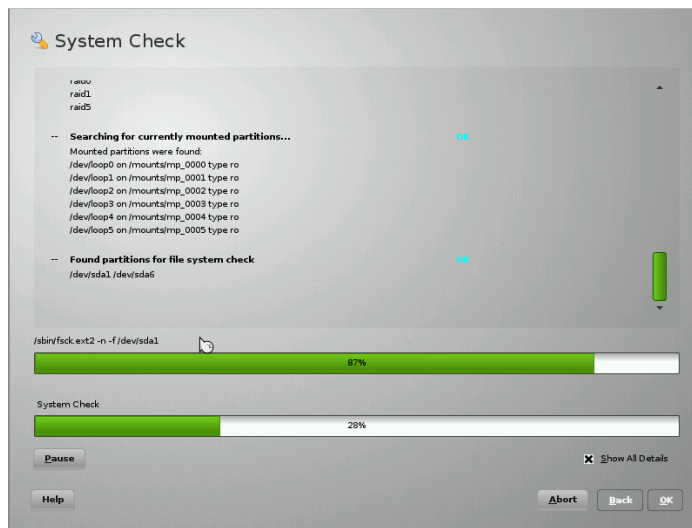 System Check
raid0
raid1
raid5
-- Searching for currently mounted partitions... OK
Mounted partitions were found:
/dev/loop0 on /mounts/mp_0000 type ro
/dev/loop1 on /mounts/mp_0001 type ro
/dev/loop2 on /mounts/mp_0002 type ro
/dev/loop3 on /mounts/mp_0003 type ro
/dev/loop4 on /mounts/mp_0004 type ro
/dev/loop5 on /mounts/mp_0005 type ro
-- Found partitions for file system check OK
/dev/sda1 /dev/sda6
/sbin/fsck.ext2 -n -f /dev/sda1
87%
System Check
28%
Pause
Show All Details
Help
Abort Back OK